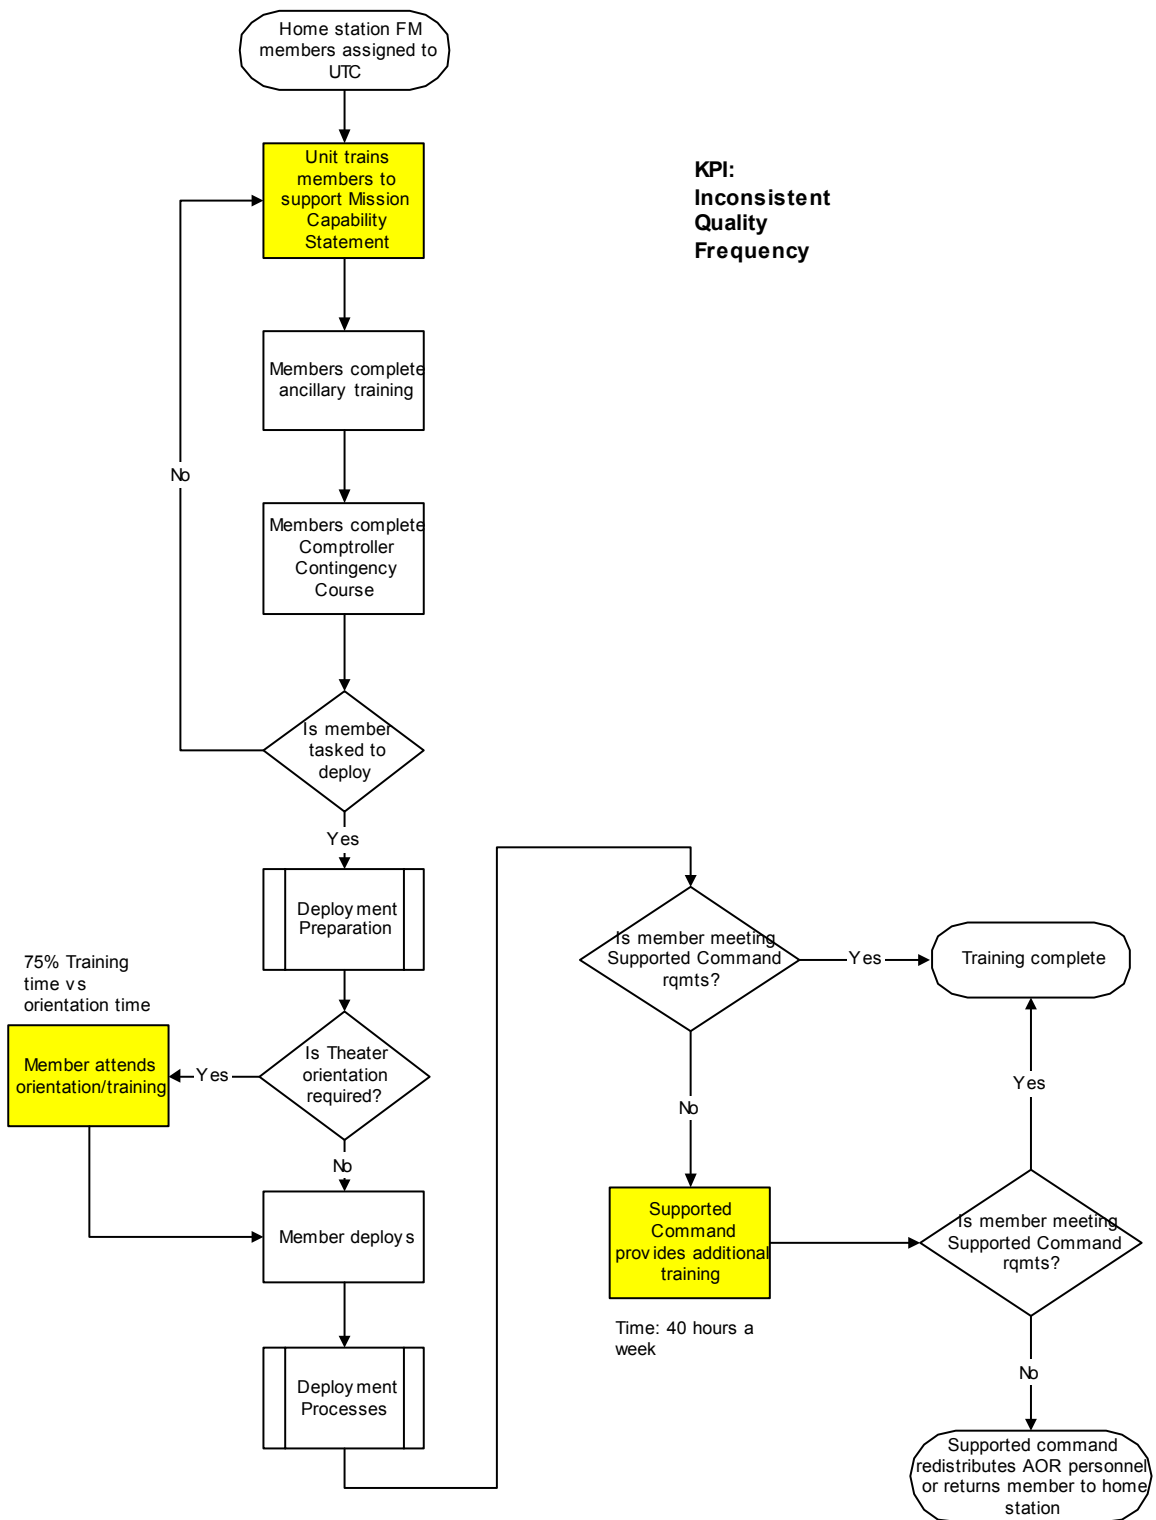 Home station FM
members assigned to
UTC
Unit trains
members to
support Mission
Capability
Statement
KPI:
Inconsistent
Quality
Frequency
Members complete
ancillary training
No
Members complete
Comptroller
Contingency
Course
Is member
tasked to
deploy
Yes
Deployment
Preparation
75% Training
time vs
orientation time
Member attends
orientation/training
Yes
Is Theater
orientation
required?
No
Member deploys
Deployment
Processes
Is member meeting
Supported Command
rqmts?
Yes
Training complete
No
Supported
Command
provides additional
training
Time: 40 hours a
week
Yes
Is member meeting
Supported Command
rqmts?
No
Supported command
redistributes AOR personnel
or returns member to home
station